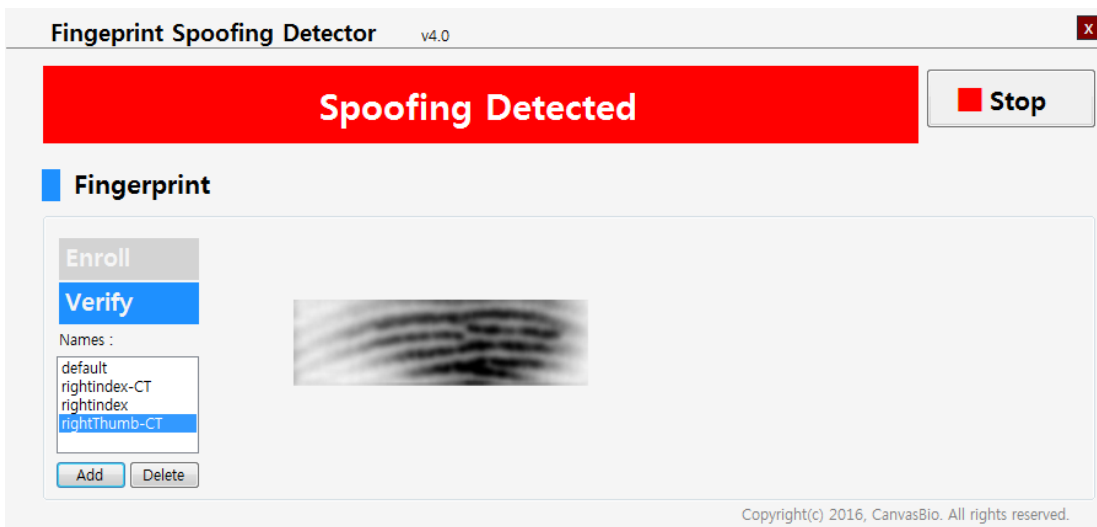 Fingeprint Spoofing Detector v4.0
x
Spoofing Detected
Stop
Fingerprint
Enroll
Verify
Names :
default
rightindex-CT
rightindex
rightThumb-CT
Add Delete
Copyright(c) 2016, CanvasBio. All rights reserved.